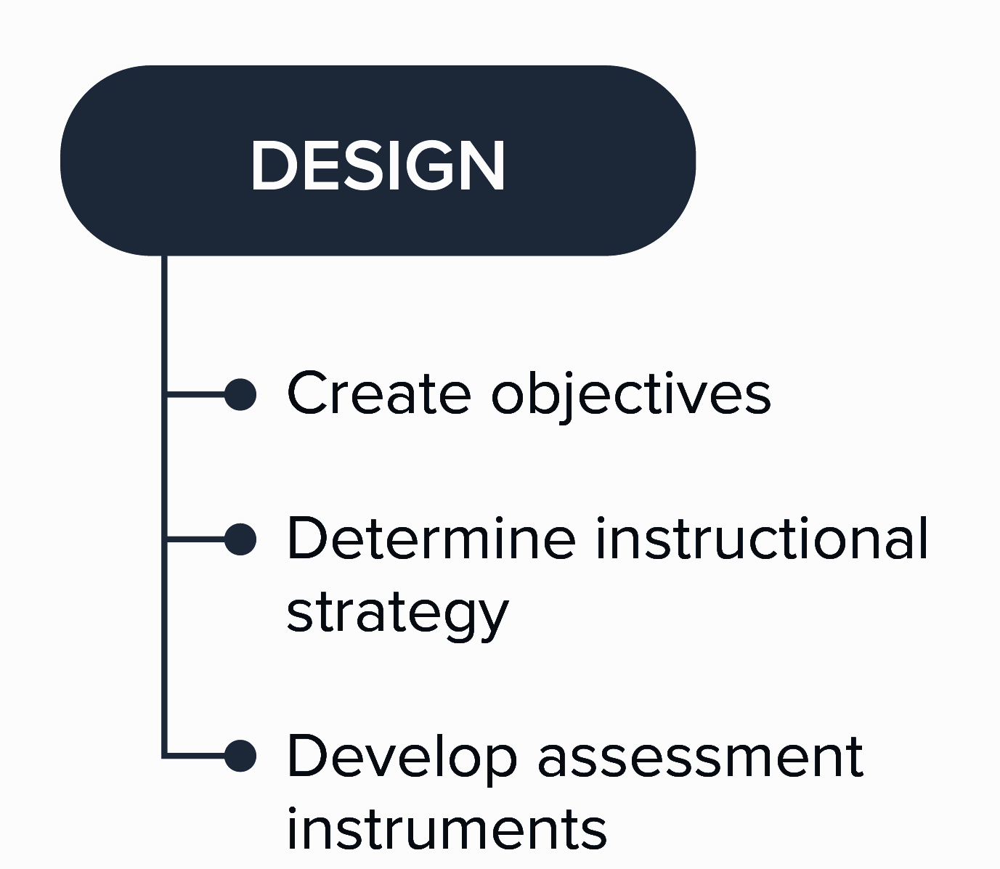 DESIGN
Create objectives
Determine instructional
strategy
Develop assessment
instruments